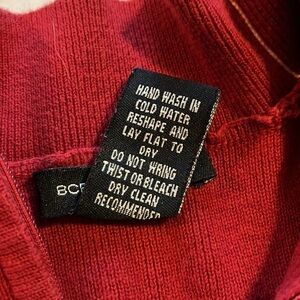 HAND WASH IN
COLD WATER
RESHAPE AND
LAY FLAT TO
DRY
DO NOT WRING
TWIST OR BLEACH
DRY CLEAN
RECOMMENDED